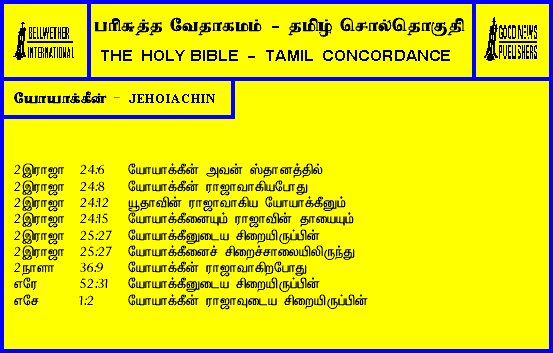 BELLWETHER
INTERNATIONAL
பரிசுத்த வேதாகமம் - தமிழ் சொல்தொகுதி
THE HOLY BIBLE - TAMIL CONCORDANCE
GOOD NEWS
PUBLISHERS
யோயாக்கீன் - JEHOIACHIN
2இராஜா 24:6 யோயாக்கீன் அவன் ஸ்தானத்தில்
2இராஜா 24:8 யோயாக்கீன் ராஜாவாகியபோது
2இராஜா 24:12 யூதாவின் ராஜாவாகிய யோயாக்கீனும்
2இராஜா 24:15 யோயாக்கீனையும் ராஜாவின் தாயையும்
2இராஜா 25:27 யோயாக்கீனுடைய சிறையிருப்பின்
2இராஜா 25:27 யோயாக்கீனைச் சிறைச்சாலையிலிருந்து
2நாளா 36:9 யோயாக்கீன் ராஜாவாகிறபோது
எரே 52:31 யோயாக்கீனுடைய சிறையிருப்பின்
எசே 1:2 யோயாக்கீன் ராஜாவுடைய சிறையிருப்பின்